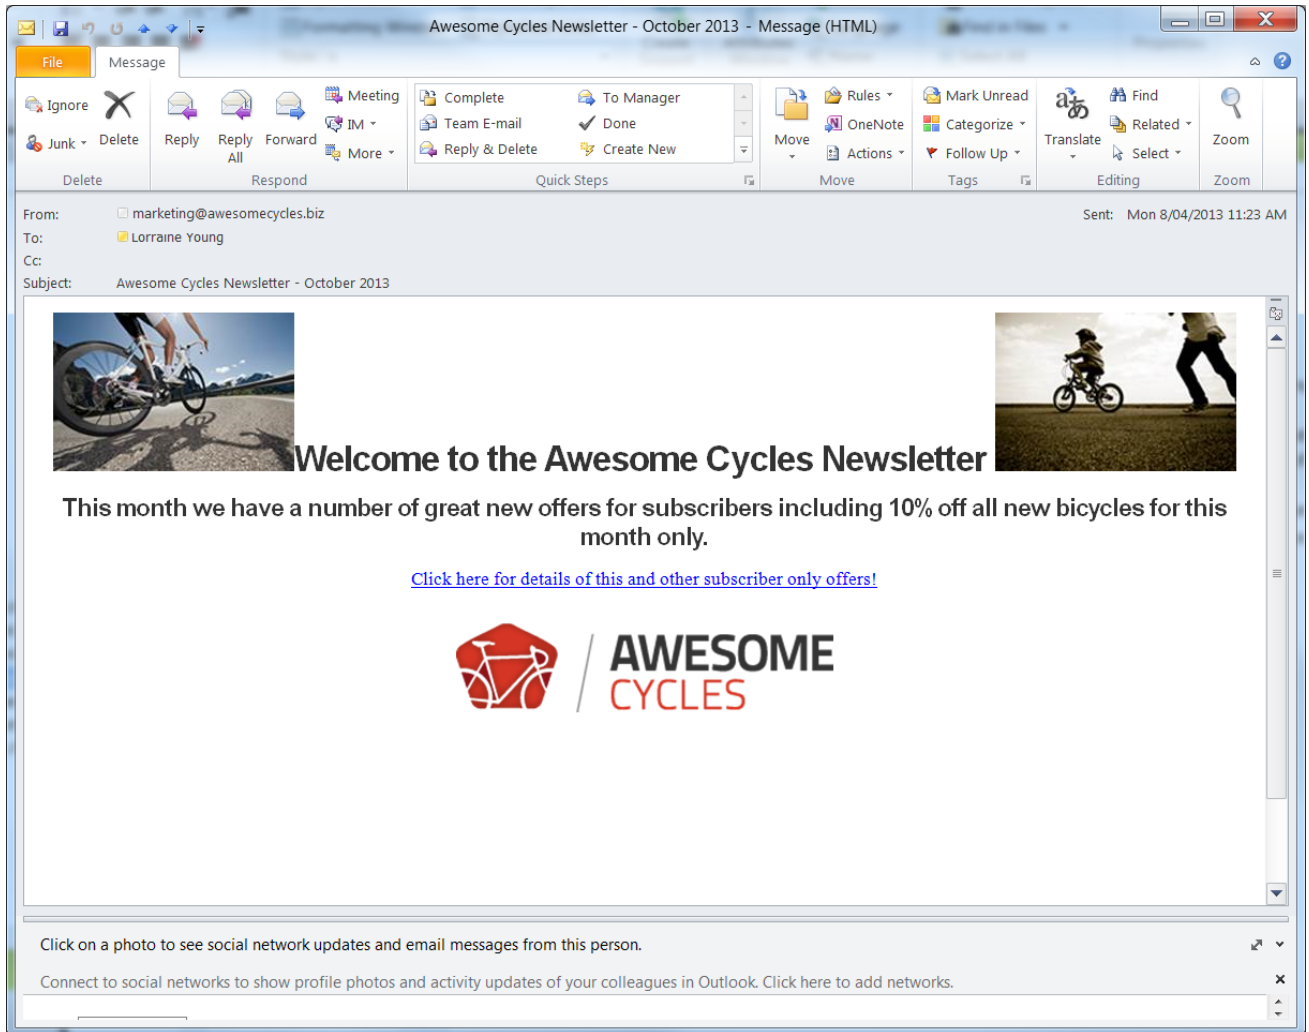 Awesome Cycles Newsletter - October 2013 - Message (HTML)
File Message
Ignore
Junk
Delete
Reply
Reply All
Forward
Meeting
IM
More
Complete
Team E-mail
Reply & Delete
To Manager
Done
Create New
Move
Rules
OneNote
Actions
Mark Unread
Categorize
Follow Up
Translate
Find
Related
Select
Zoom
Delete Respond Quick Steps Move Tags Editing Zoom
From: marketing@awesomecycles.biz Sent: Mon 8/04/2013 11:23 AM
To: Lorraine Young
Cc:
Subject: Awesome Cycles Newsletter - October 2013
Welcome to the Awesome Cycles Newsletter
This month we have a number of great new offers for subscribers including 10% off all new bicycles for this
month only.
Click here for details of this and other subscriber only offers!
AWESOME
CYCLES
Click on a photo to see social network updates and email messages from this person.
Connect to social networks to show profile photos and activity updates of your colleagues in Outlook. Click here to add networks.